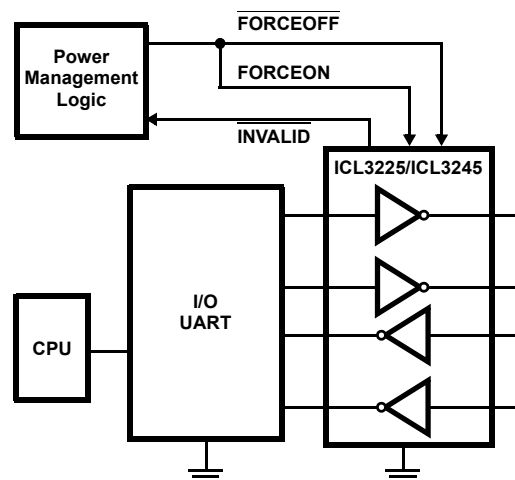 FORCEOFF
Power
Management
Logic
FORCEON
INVALID
ICL3225/ICL3245
I/O
UART
CPU